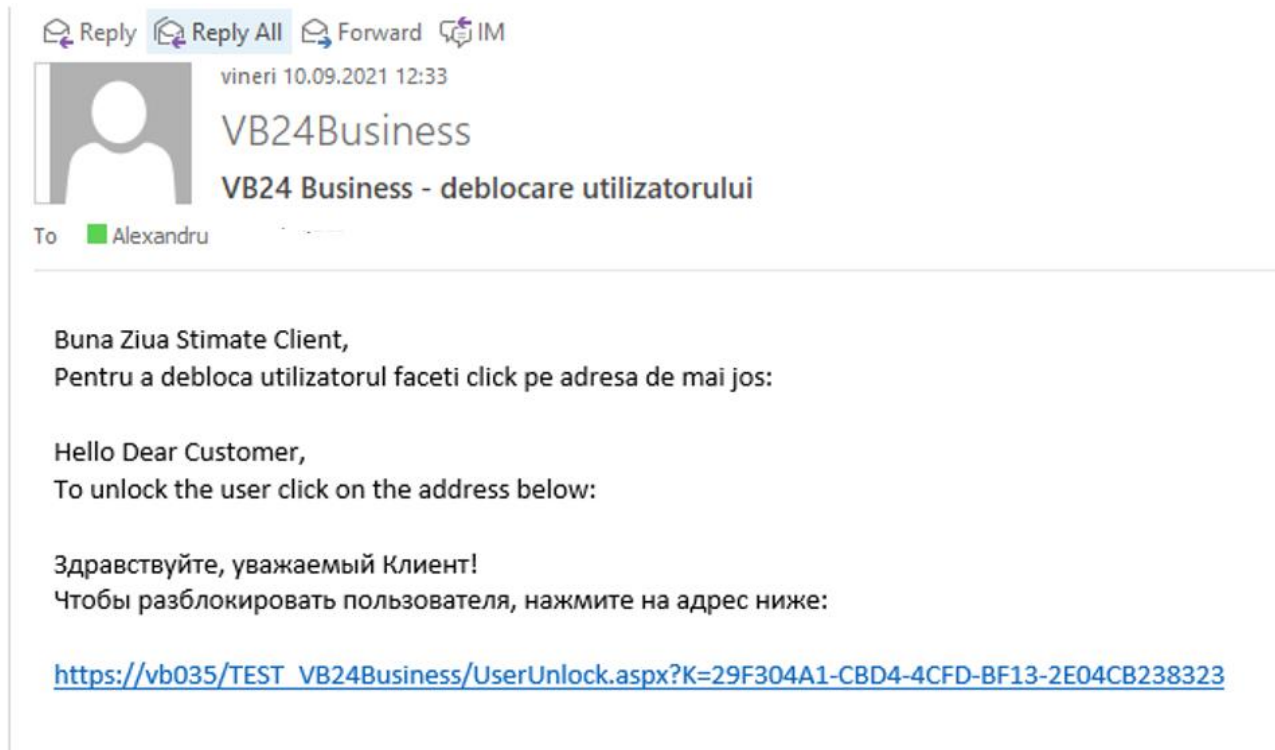 Reply Reply All Forward IM
vineri 10.09.2021 12:33
VB24Business
VB24 Business - deblocare utilizatorului
To Alexandru
Buna Ziua Stimate Client,
Pentru a debloca utilizatorul faceti click pe adresa de mai jos:
Hello Dear Customer,
To unlock the user click on the address below:
Здравствуйте, уважаемый Клиент!
Чтобы разблокировать пользователя, нажмите на адрес ниже:
https://vb035/TEST_VB24Business/UserUnlock.aspx?K=29F304A1-CBD4-4CFD-BF13-2E04CB238323